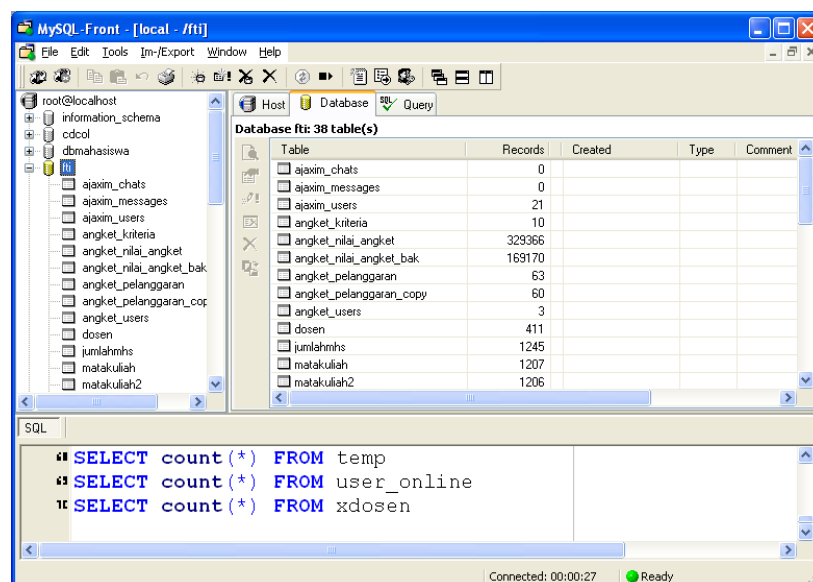 MySQL-Front - [local - /fti]
File Edit Tools Im-/Export Window Help
root@localhost
information_schema
cdcol
dbmahasiswa
fti
ajaxim_chats
ajaxim_messages
ajaxim_users
angket_kriteria
angket_nilai_angket
angket_nilai_angket_bak
angket_pelanggaran
angket_pelanggaran_cop
angket_users
dosen
jumlahmhs
matakuliah
matakuliah2
Host Database SQL Query
Database fti: 38 table(s)
Table Records Created Type Comment
ajaxim_chats 0
ajaxim_messages 0
ajaxim_users 21
angket_kriteria 10
angket_nilai_angket 329366
angket_nilai_angket_bak 169170
angket_pelanggaran 63
angket_pelanggaran_copy 60
angket_users 3
dosen 411
jumlahmhs 1245
matakuliah 1207
matakuliah2 1206
SQL
68 SELECT count(*) FROM temp
69 SELECT count(*) FROM user_online
70 SELECT count(*) FROM xdosen
Connected: 00:00:27 Ready